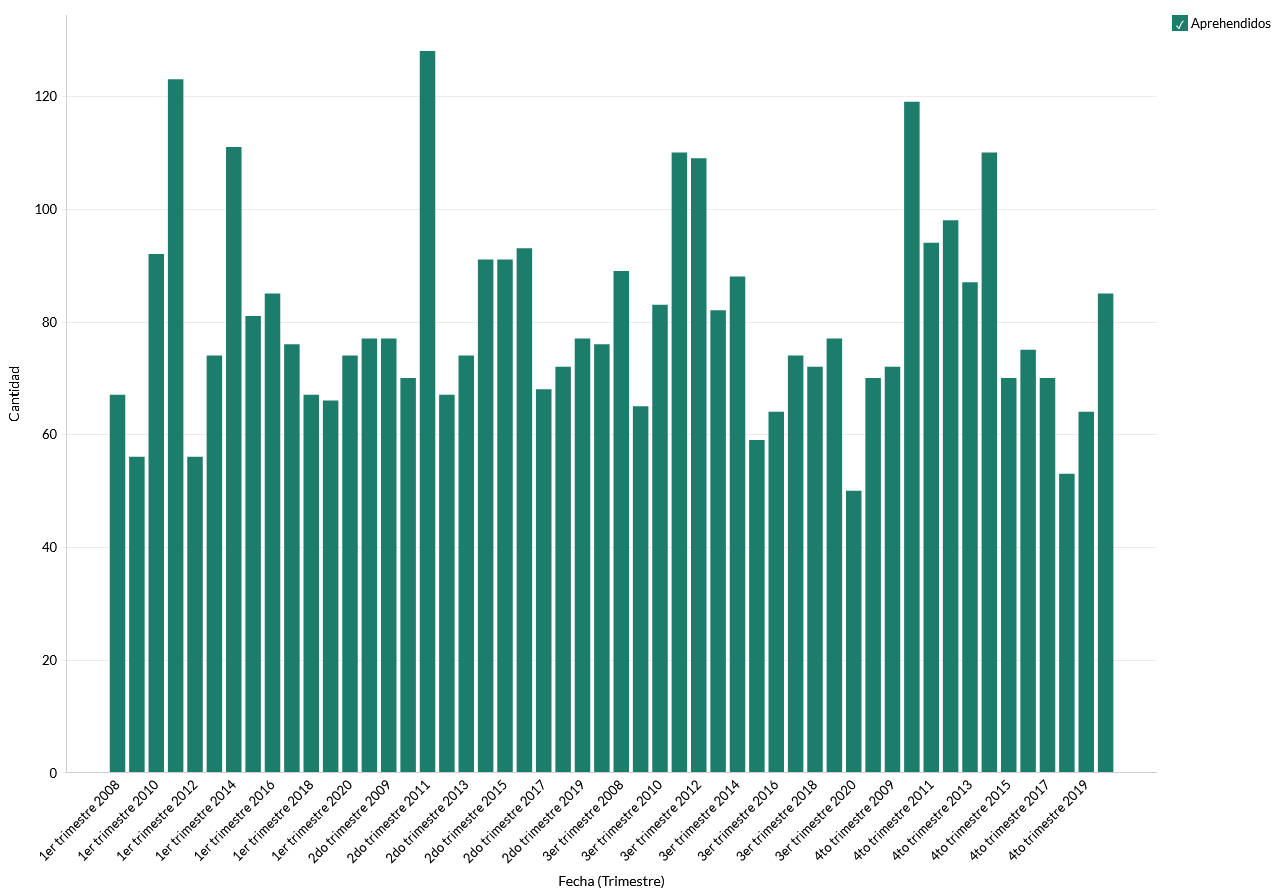 Aprehendidos
Cantidad
120
100
80
60
40
20
0
1er trimestre 2008
1er trimestre 2010
1er trimestre 2012
1er trimestre 2014
1er trimestre 2016
1er trimestre 2018
1er trimestre 2020
2do trimestre 2009
2do trimestre 2011
2do trimestre 2013
2do trimestre 2015
2do trimestre 2017
2do trimestre 2019
3er trimestre 2008
3er trimestre 2010
3er trimestre 2012
3er trimestre 2014
3er trimestre 2016
3er trimestre 2018
3er trimestre 2020
4to trimestre 2009
4to trimestre 2011
4to trimestre 2013
4to trimestre 2015
4to trimestre 2017
4to trimestre 2019
Fecha (Trimestre)